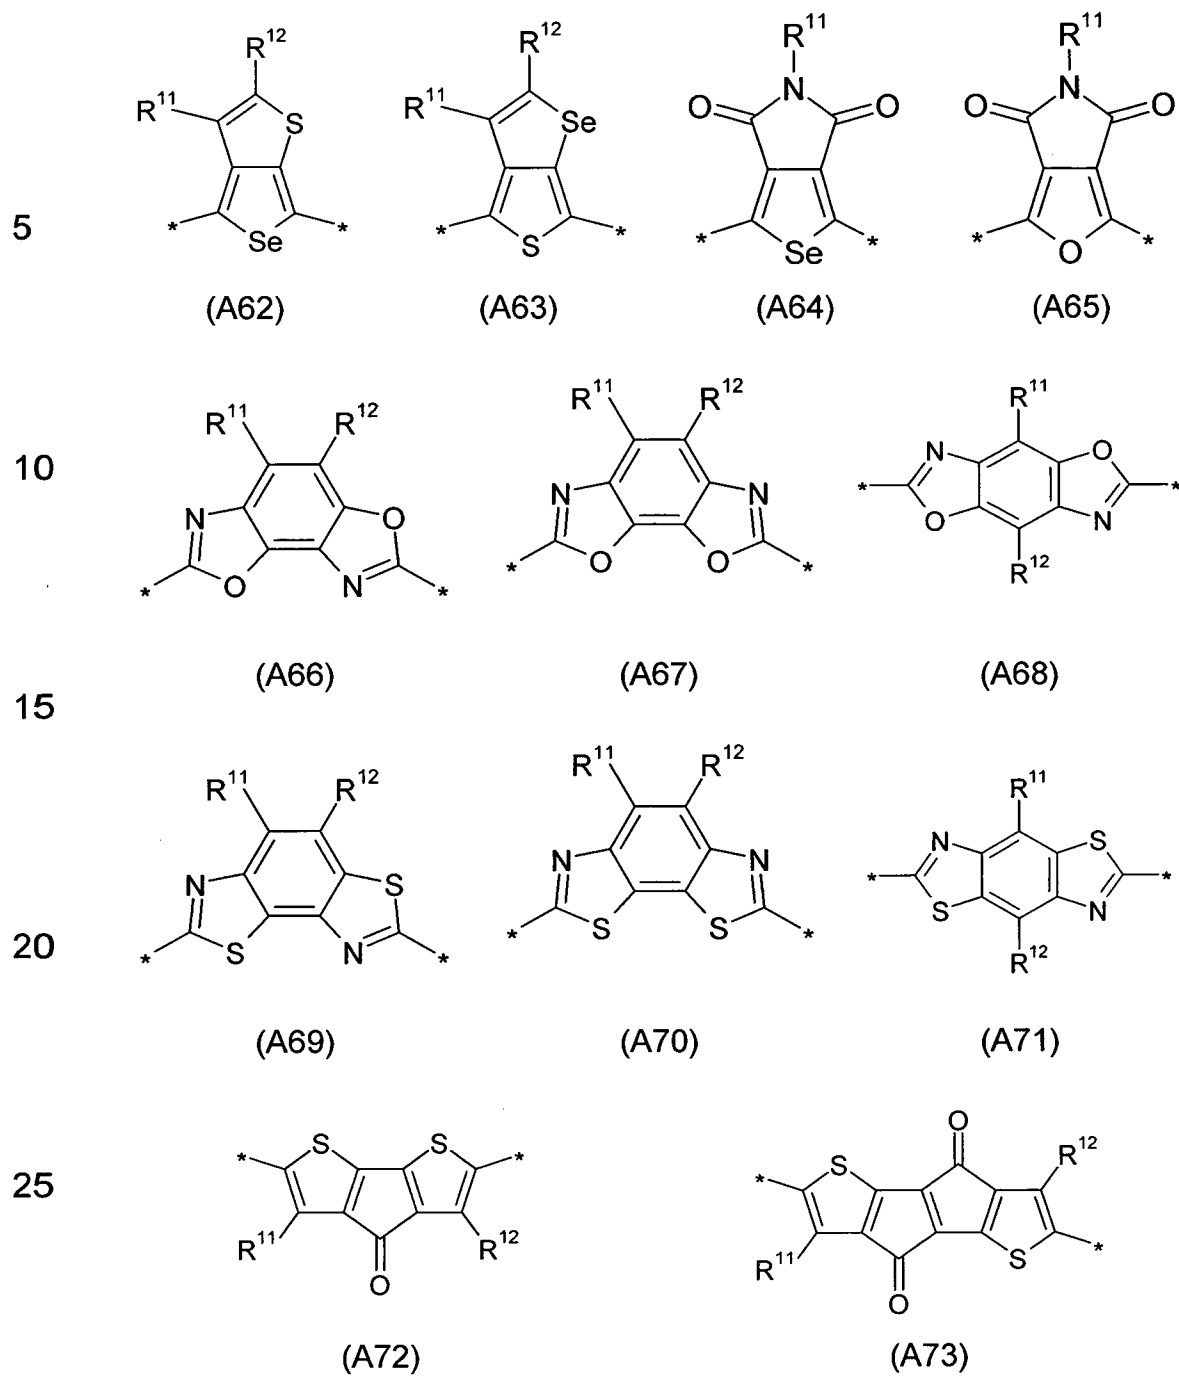 R¹² R¹² R¹¹ R¹¹
R¹¹ S R¹¹ Se O N O O N O
5 * Se * * S * * Se * * O *
(A62) (A63) (A64) (A65)
R¹¹ R¹² R¹¹ R¹² R¹¹
10 N O N N N O
* O N * * O O * * O N *
R¹²
(A66) (A67) (A68)
15
R¹¹ R¹² R¹¹ R¹² R¹¹
N S N N N S
20 * S N * * S S * * S N *
R¹²
(A69) (A70) (A71)
O
* S S * * S R¹²
25
R¹¹ R¹² R¹¹ S *
O O
(A72) (A73)